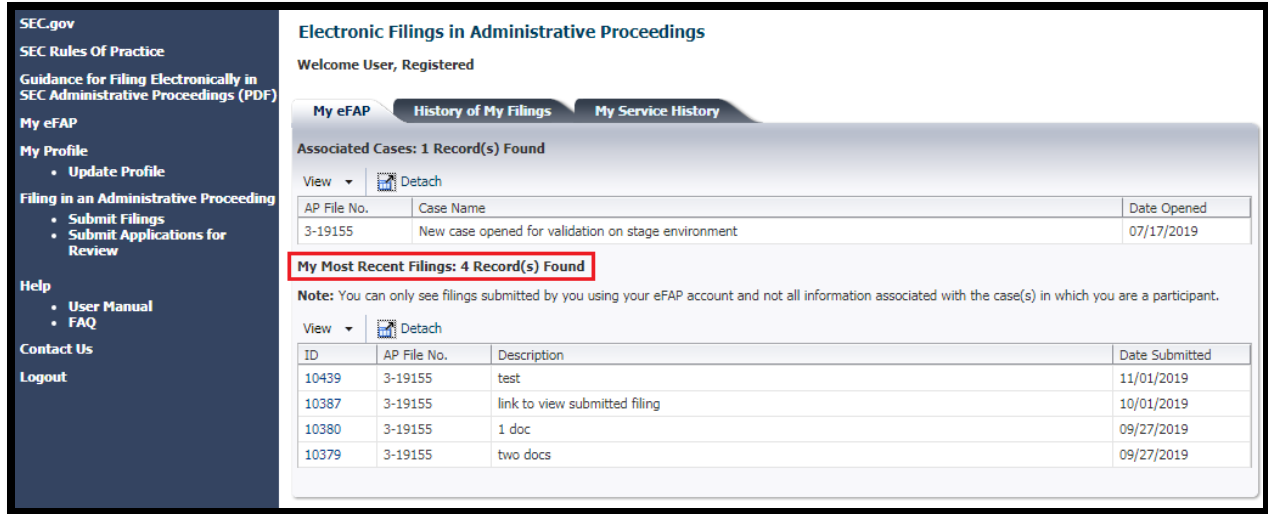 SEC.gov
SEC Rules Of Practice
Guidance for Filing Electronically in
SEC Administrative Proceedings (PDF)
My eFAP
My Profile
• Update Profile
Filing in an Administrative Proceeding
• Submit Filings
• Submit Applications for
Review
Help
• User Manual
• FAQ
Contact Us
Logout
Electronic Filings in Administrative Proceedings
Welcome User, Registered
My eFAP History of My Filings My Service History
Associated Cases: 1 Record(s) Found
View Detach
AP File No. Case Name Date Opened
3-19155 New case opened for validation on stage environment 07/17/2019
My Most Recent Filings: 4 Record(s) Found
Note: You can only see filings submitted by you using your eFAP account and not all information associated with the case(s) in which you are a participant.
View Detach
ID AP File No. Description Date Submitted
10439 3-19155 test 11/01/2019
10387 3-19155 link to view submitted filing 10/01/2019
10380 3-19155 1 doc 09/27/2019
10379 3-19155 two docs 09/27/2019